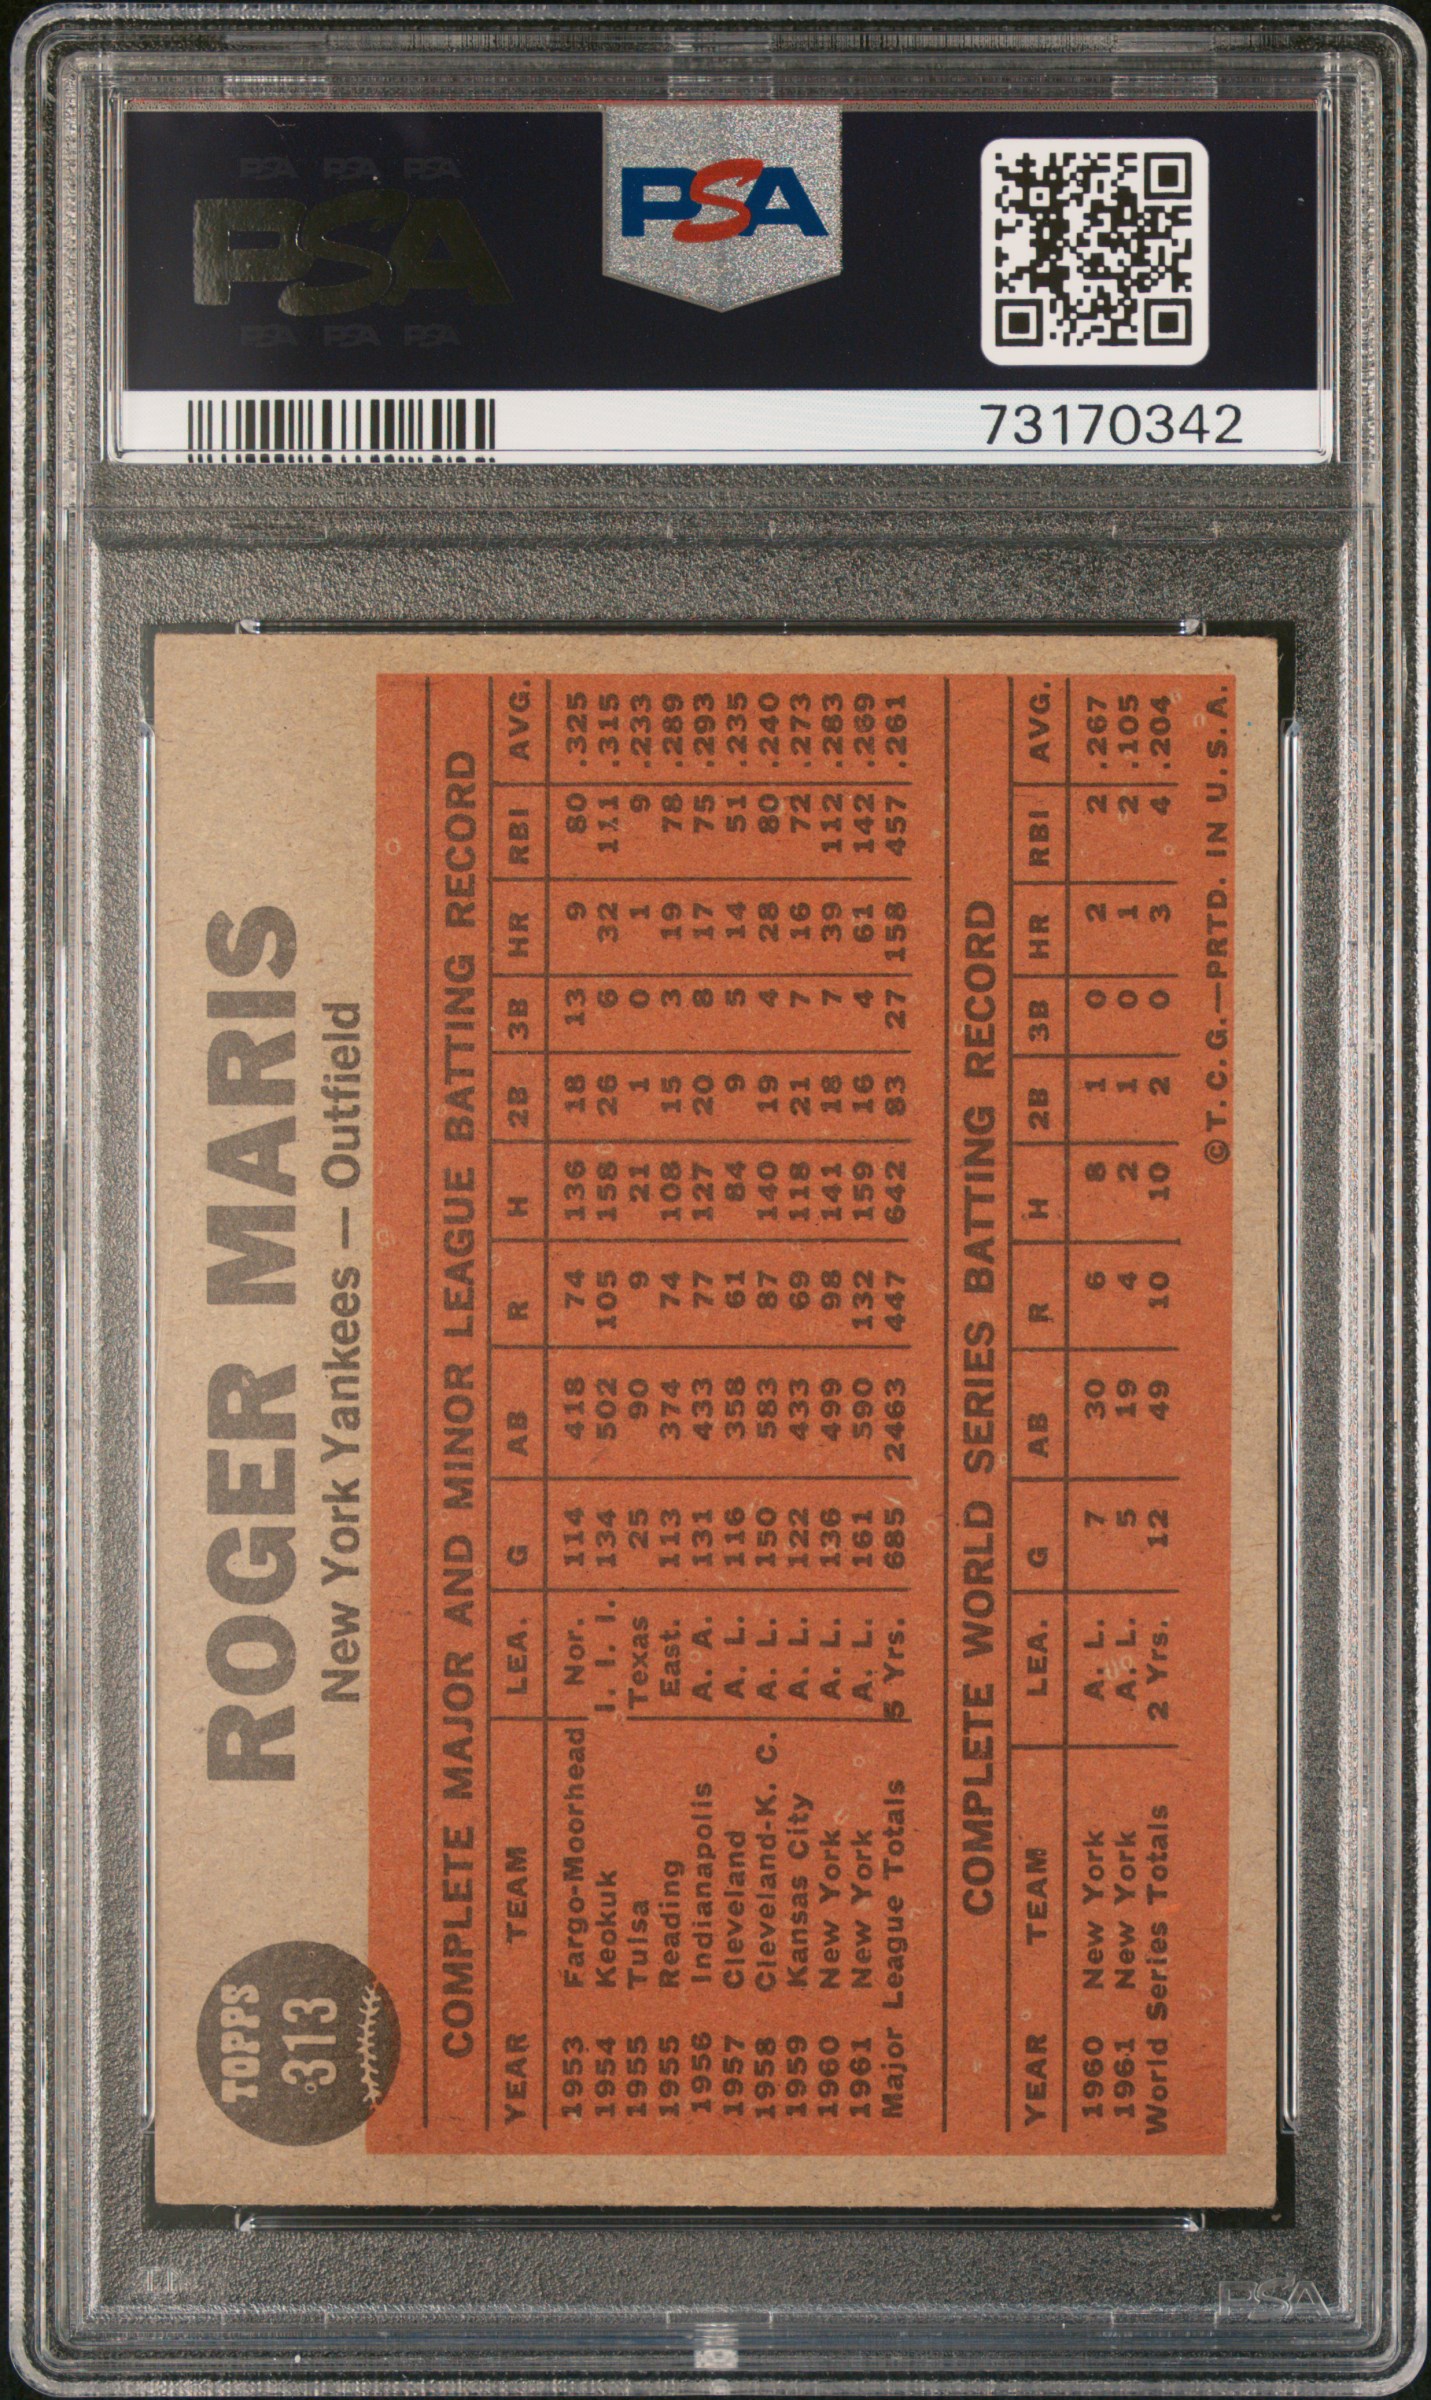 PSA PSA PSA
PSA
PSA PSA PSA
PSA
73170342
TOPPS
313
ROGER MARIS
New York Yankees — Outfield
COMPLETE MAJOR AND MINOR LEAGUE BATTING RECORD
YEAR TEAM LEA. G AB R H 2B 3B HR RBI AVG.
1953 Fargo-Moorhead Nor. 114 418 74 136 18 13 9 80 .325
1954 Keokuk I. I. I. 134 502 105 158 26 6 32 111 .315
1955 Tulsa Texas 25 90 9 21 1 0 1 9 .233
1955 Reading East. 113 374 74 108 15 3 19 78 .289
1956 Indianapolis A. A. 131 433 77 127 20 8 17 75 .293
1957 Cleveland A. L. 116 358 61 84 9 5 14 51 .235
1958 Cleveland-K. C. A. L. 150 583 87 140 19 4 28 80 .240
1959 Kansas City A. L. 122 433 69 118 21 7 16 72 .273
1960 New York A. L. 136 499 98 141 18 7 39 112 .283
1961 New York A. L. 161 590 132 159 16 4 61 142 .269
Major League Totals 5 Yrs. 685 2463 447 642 83 27 158 457 .261
COMPLETE WORLD SERIES BATTING RECORD
YEAR TEAM LEA. G AB R H 2B 3B HR RBI AVG.
1960 New York A. L. 7 30 6 8 1 0 2 2 .267
1961 New York A. L. 5 19 4 2 1 0 1 2 .105
World Series Totals 2 Yrs. 12 49 10 10 2 0 3 4 .204
© T. C. G.—PRTD. IN U. S. A.
PSA